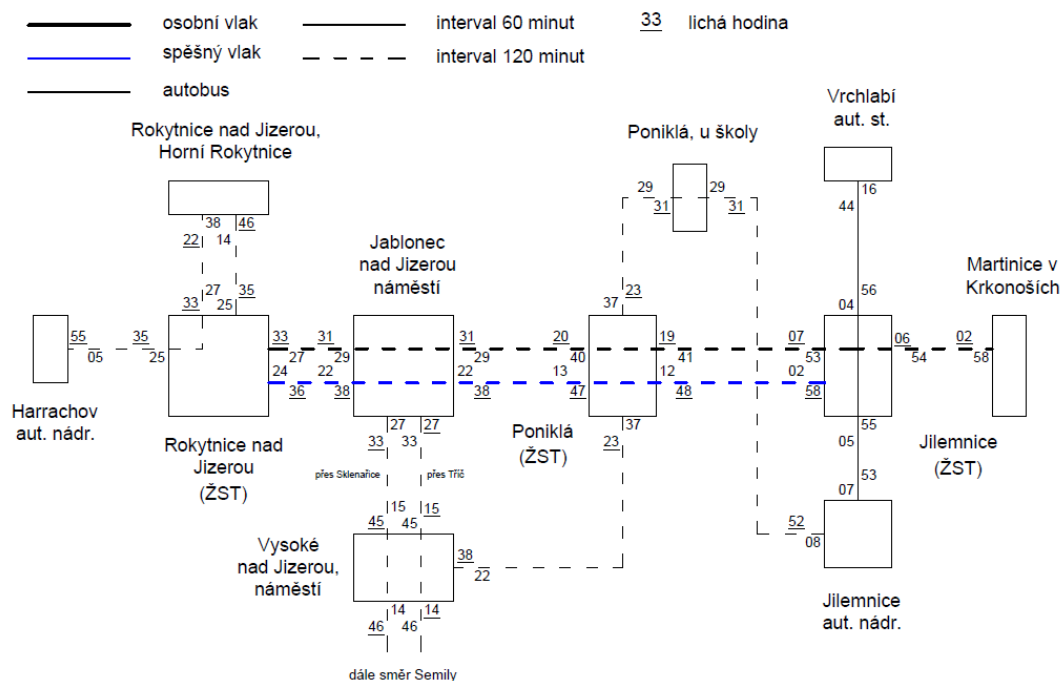 osobní vlak interval 60 minut 33 lichá hodina
spěšný vlak interval 120 minut
autobus
Vrchlabí
aut. st.
Rokytnice nad Jizerou,
Horní Rokytnice
Poniklá, u školy
16
44
29 29
31 31
38 46
22 14
Jablonec
nad Jizerou
náměstí
Martinice v
Krkonoších
27 35
33 25
23
37
56
04
55 35
05 25
33 31 31 20 19 07 06 02
27 29 29 40 41 53 54 58
24 22 22 13 12 02
36 38 38 47 48 58
Harrachov
aut. nádr.
Rokytnice nad
Jizerou
(ŽST)
27 27
33 33
Poniklá
(ŽST)
37
23
55
05
Jilemnice
(ŽST)
přes Sklenařice přes Tříč
53
07
15 15
45 45
52
08
Vysoké
nad Jizerou,
náměstí
38
22
14 14
46 46
Jilemnice
aut. nádr.
dále směr Semily